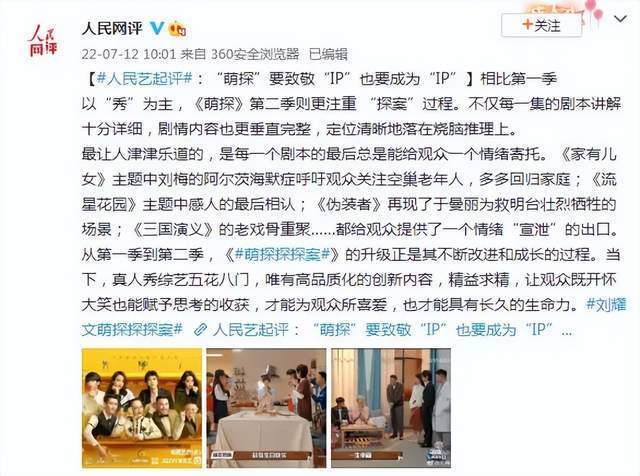 人民
网评
人民网评
+关注
22-07-12 10:01 来自 360安全浏览器 已编辑
【#人民艺起评#：“萌探”要致敬“IP”也要成为“IP”】相比第一季
以“秀”为主，《萌探》第二季则更注重 “探案”过程。不仅每一集的剧本讲解
十分详细，剧情内容也更垂直完整，定位清晰地落在烧脑推理上。
最让人津津乐道的，是每一个剧本的最后总是能给观众一个情绪寄托。《家有儿
女》主题中刘梅的阿尔茨海默症呼吁观众关注空巢老年人，多多回归家庭；《流
星花园》主题中感人的最后相认；《伪装者》再现了于曼丽为救明台壮烈牺牲的
场景；《三国演义》的老戏骨重聚……都给观众提供了一个情绪“宣泄”的出口。
从第一季到第二季，《#萌探探探案#》的升级正是其不断改进和成长的过程。当
下，真人秀综艺五花八门，唯有高品质化的创新内容，精益求精，让观众既开怀
大笑也能赋予思考的收获，才能为观众所喜爱，也才能具有长久的生命力。#刘耀
文萌探探探案# 人民艺起评：“萌探”要致敬“IP”也要成为“IP”...